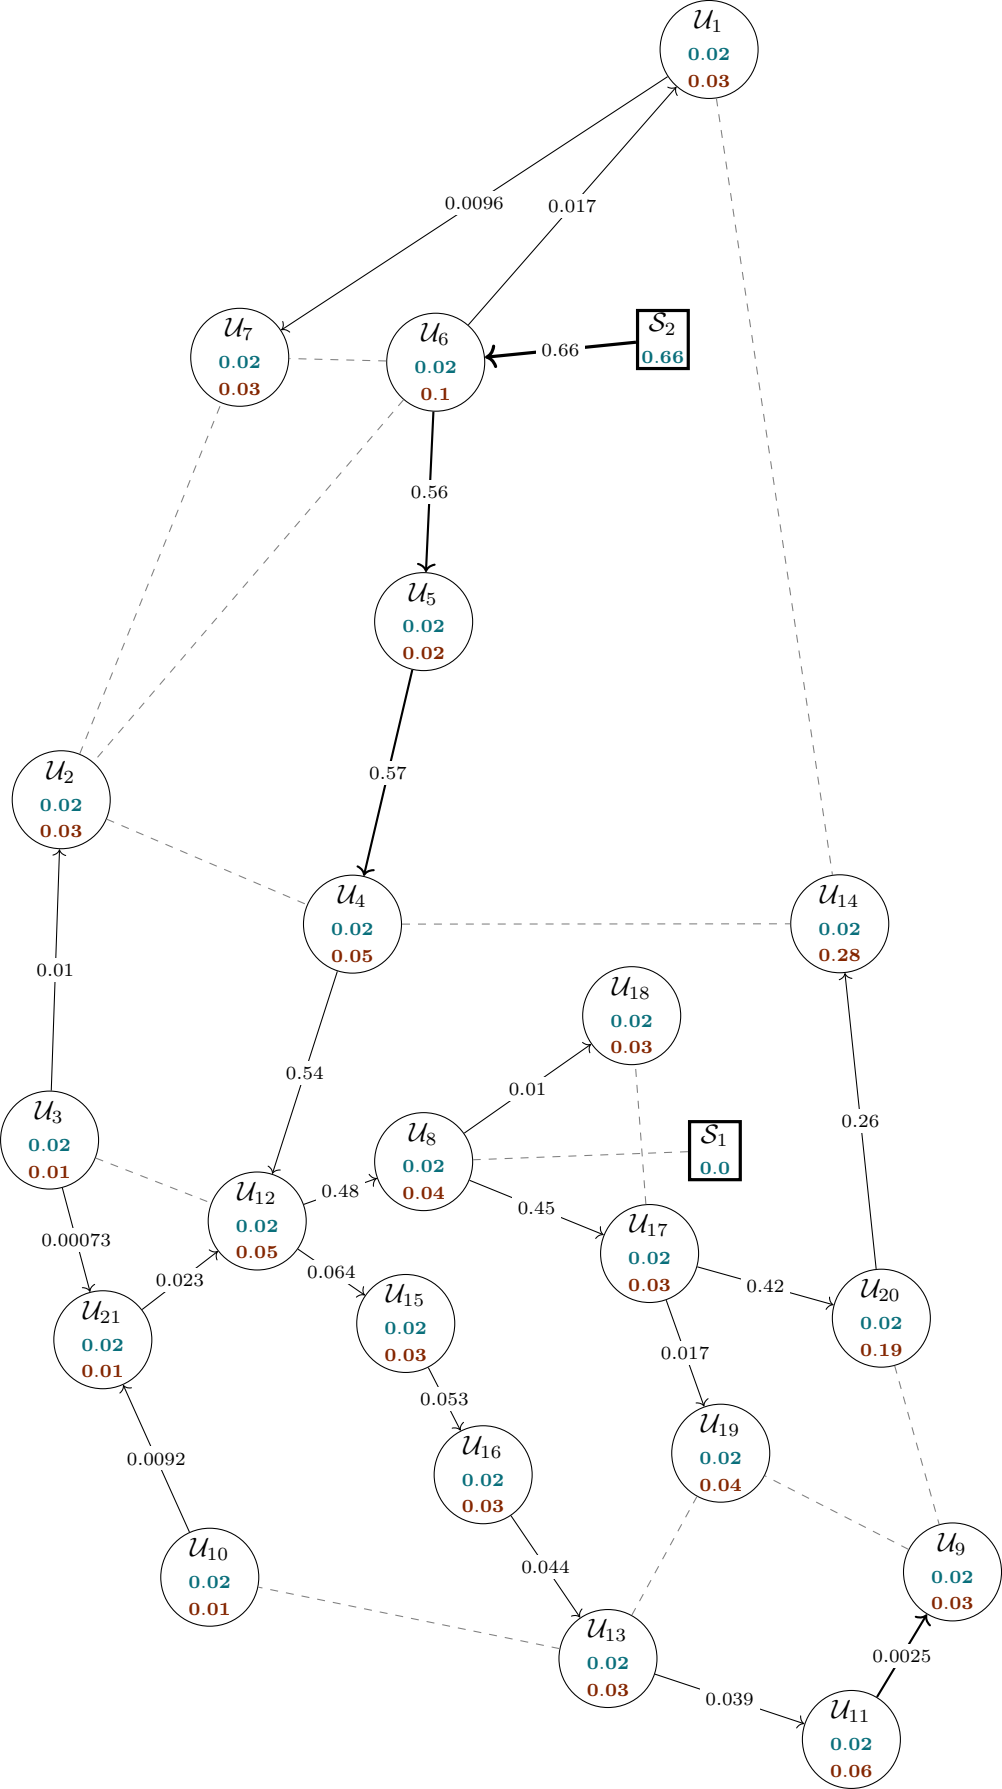 𝒰₁
0.02
0.03
0.0096
0.017
𝒰₇
0.02
0.03
𝒰₆
0.02
0.1
𝒮₂
0.66
0.66
0.56
𝒰₅
0.02
0.02
0.57
𝒰₂
0.02
0.03
𝒰₄
0.02
0.05
𝒰₁₄
0.02
0.28
0.01
0.54
𝒰₁₈
0.02
0.03
0.01
𝒰₃
0.02
0.01
𝒰₈
0.02
0.04
𝒮₁
0.0
0.26
0.48
0.45
𝒰₁₂
0.02
0.05
0.00073
0.023
0.064
𝒰₁₇
0.02
0.03
0.42
𝒰₂₀
0.02
0.19
𝒰₂₁
0.02
0.01
𝒰₁₅
0.02
0.03
0.017
0.053
𝒰₁₉
0.02
0.04
0.0092
𝒰₁₆
0.02
0.03
𝒰₁₀
0.02
0.01
0.044
𝒰₉
0.02
0.03
𝒰₁₃
0.02
0.03
0.0025
0.039
𝒰₁₁
0.02
0.06